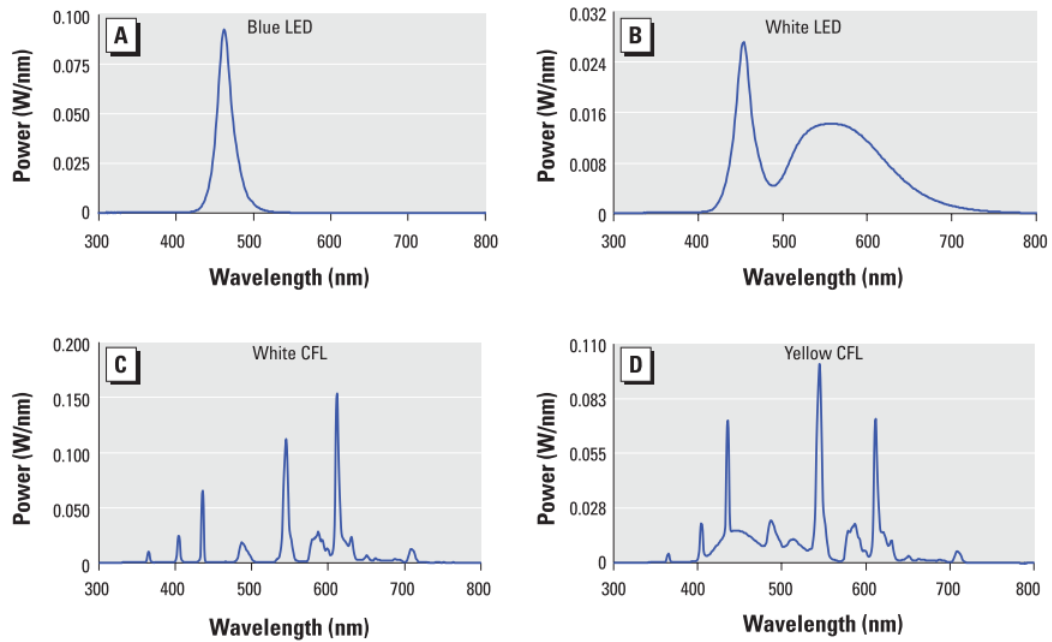 A
Blue LED
Power (W/nm)
0.100
0.075
0.050
0.025
0
300 400 500 600 700 800
Wavelength (nm)
B
White LED
Power (W/nm)
0.032
0.024
0.016
0.008
0
300 400 500 600 700 800
Wavelength (nm)
C
White CFL
Power (W/nm)
0.200
0.150
0.100
0.050
0
300 400 500 600 700 800
Wavelength (nm)
D
Yellow CFL
Power (W/nm)
0.110
0.083
0.055
0.028
0
300 400 500 600 700 800
Wavelength (nm)